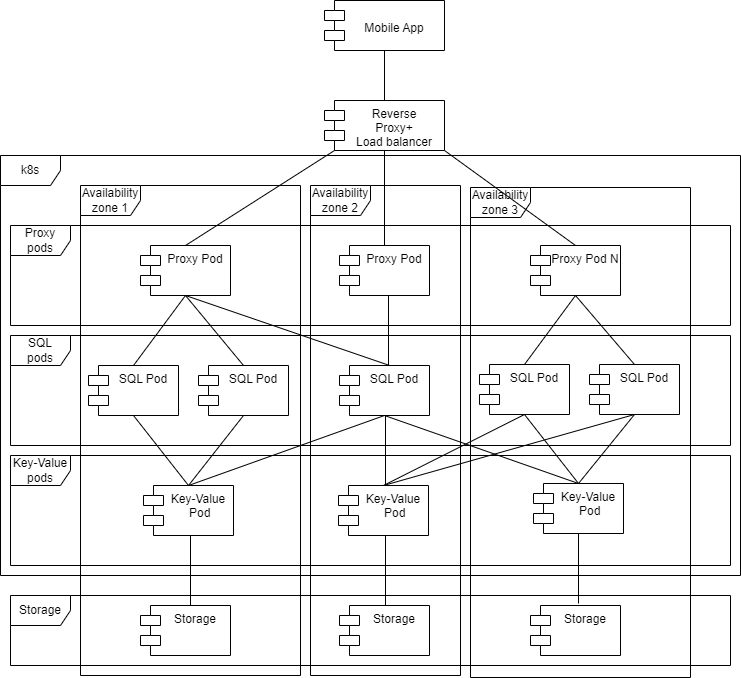 Mobile App
Reverse
Proxy+
Load balancer
k8s
Availability
zone 1
Availability
zone 2
Availability
zone 3
Proxy
pods
Proxy Pod
Proxy Pod
Proxy Pod N
SQL
pods
SQL Pod
SQL Pod
SQL Pod
SQL Pod
SQL Pod
Key-Value
pods
Key-Value
Pod
Key-Value
Pod
Key-Value
Pod
Storage
Storage
Storage
Storage